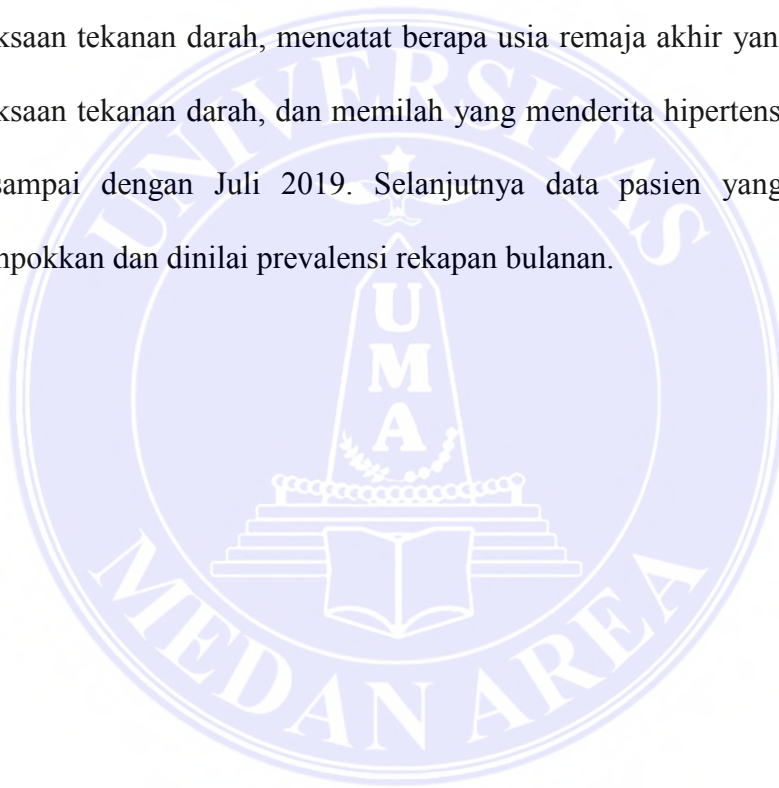 ksaan tekanan darah, mencatat berapa usia remaja akhir yan
ksaan tekanan darah, dan memilah yang menderita hipertens
sampai dengan Juli 2019. Selanjutnya data pasien yang
pokkan dan dinilai prevalensi rekapan bulanan.
UNIVERSITAS
UMA
MEDAN AREA